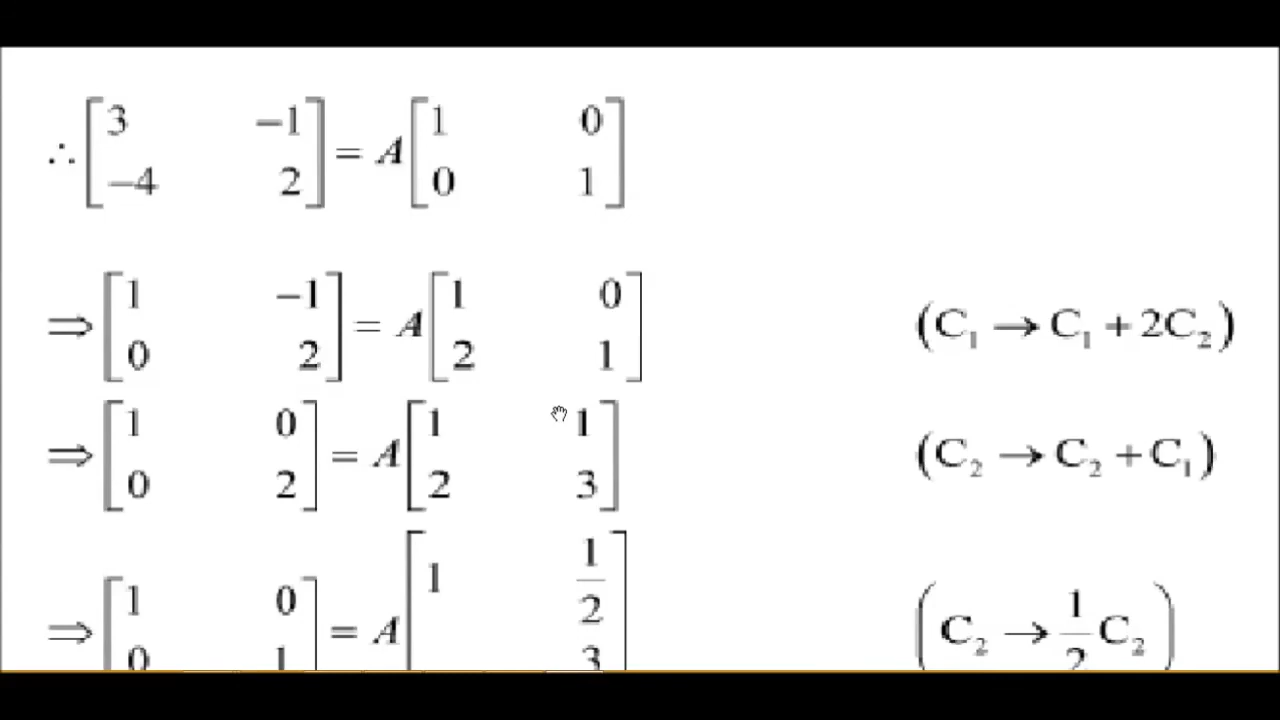 ∴ [3 −1; −4 2] = A [1 0; 0 1]
⇒ [1 −1; 0 2] = A [1 0; 2 1] (C₁ → C₁ + 2C₂)
⇒ [1 0; 0 2] = A [1 1; 2 3] (C₂ → C₂ + C₁)
⇒ [1 0; 0 1] = A [1 1/2; 3 (C₂ → 1/2 C₂)